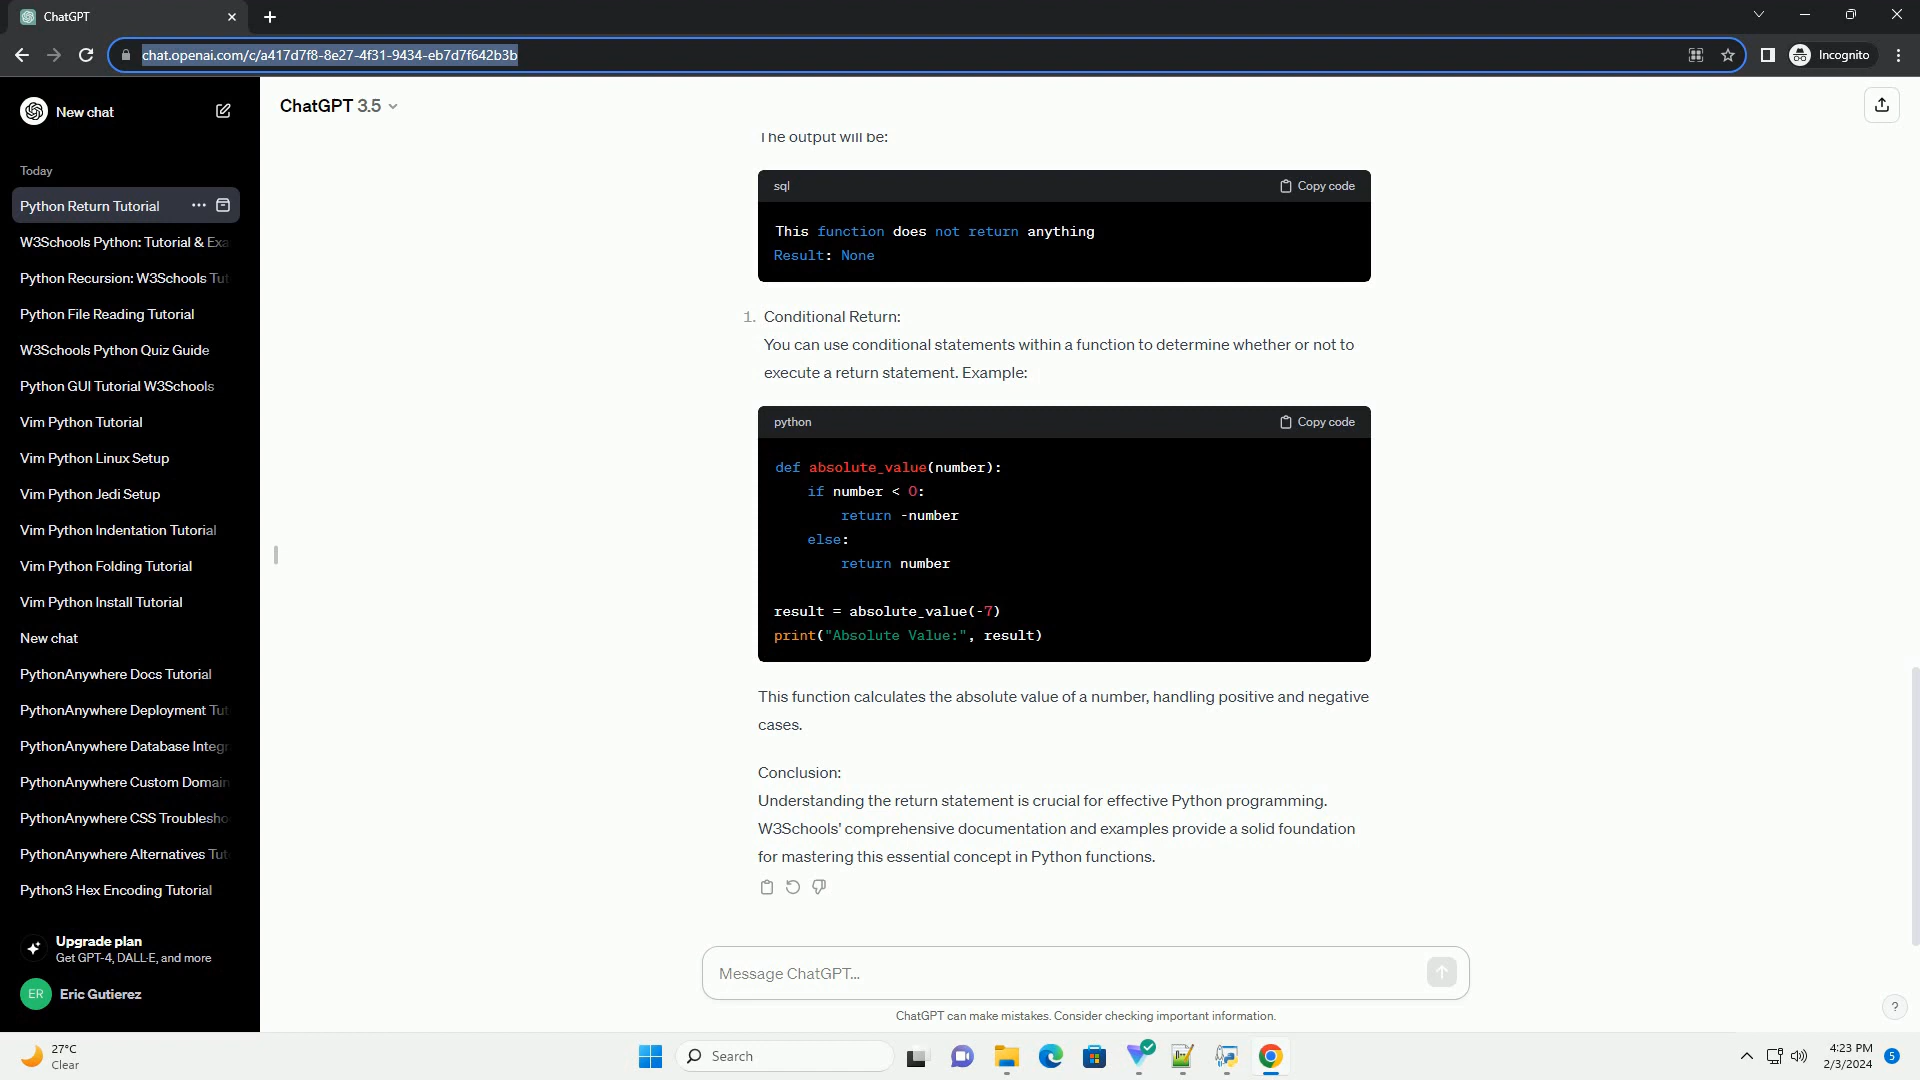 ChatGPT
chat.openai.com/c/a417d7f8-8e27-4f31-9434-eb7d7f642b3b
Incognito
New chat
Today
Python Return Tutorial
W3Schools Python: Tutorial & Exa
Python Recursion: W3Schools Tut
Python File Reading Tutorial
W3Schools Python Quiz Guide
Python GUI Tutorial W3Schools
Vim Python Tutorial
Vim Python Linux Setup
Vim Python Jedi Setup
Vim Python Indentation Tutorial
Vim Python Folding Tutorial
Vim Python Install Tutorial
New chat
PythonAnywhere Docs Tutorial
PythonAnywhere Deployment Tut
PythonAnywhere Database Integr
PythonAnywhere Custom Domain
PythonAnywhere CSS Troublesho
PythonAnywhere Alternatives Tut
Python3 Hex Encoding Tutorial
Upgrade plan
Get GPT-4, DALL·E, and more
ER
Eric Gutierez
ChatGPT 3.5
The output will be:
sql
Copy code
This function does not return anything
Result: None
1. Conditional Return:
You can use conditional statements within a function to determine whether or not to
execute a return statement. Example:
python
Copy code
def absolute_value(number):
    if number < 0:
        return -number
    else:
        return number
result = absolute_value(-7)
print("Absolute Value:", result)
This function calculates the absolute value of a number, handling positive and negative
cases.
Conclusion:
Understanding the return statement is crucial for effective Python programming.
W3Schools' comprehensive documentation and examples provide a solid foundation
for mastering this essential concept in Python functions.
Message ChatGPT...
ChatGPT can make mistakes. Consider checking important information.
?
27°C
Clear
Search
4:23 PM
2/3/2024
5